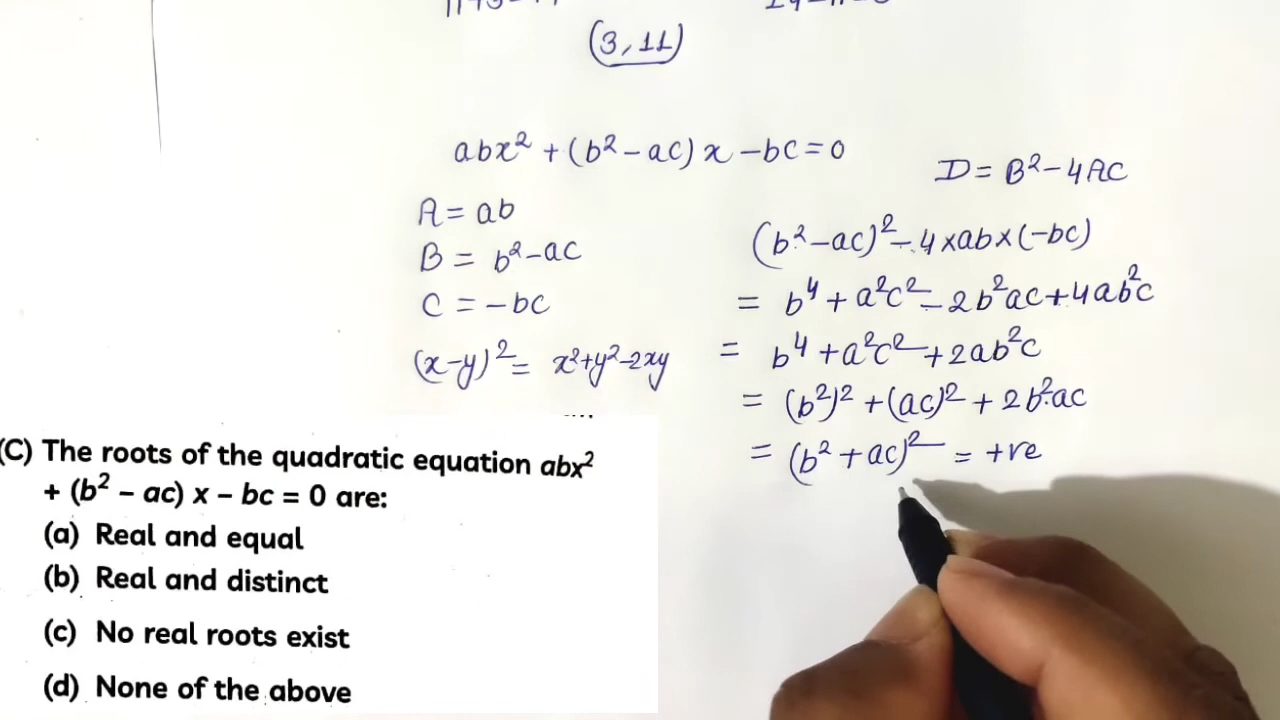 (3, 11)
abx² + (b² - ac) x - bc = 0
D = B² - 4AC
A = ab
B = b² - ac
C = - bc
(x-y)² = x²+y²-2xy
(b² - ac)² - 4 × ab × (-bc)
= b⁴ + a²c² - 2b²ac + 4ab²c
= b⁴ + a²c² + 2ab²c
= (b²)² + (ac)² + 2b²ac
= (b² + ac)² = +ve
(C) The roots of the quadratic equation abx²
+ (b² – ac) x – bc = 0 are:
(a) Real and equal
(b) Real and distinct
(c) No real roots exist
(d) None of the above